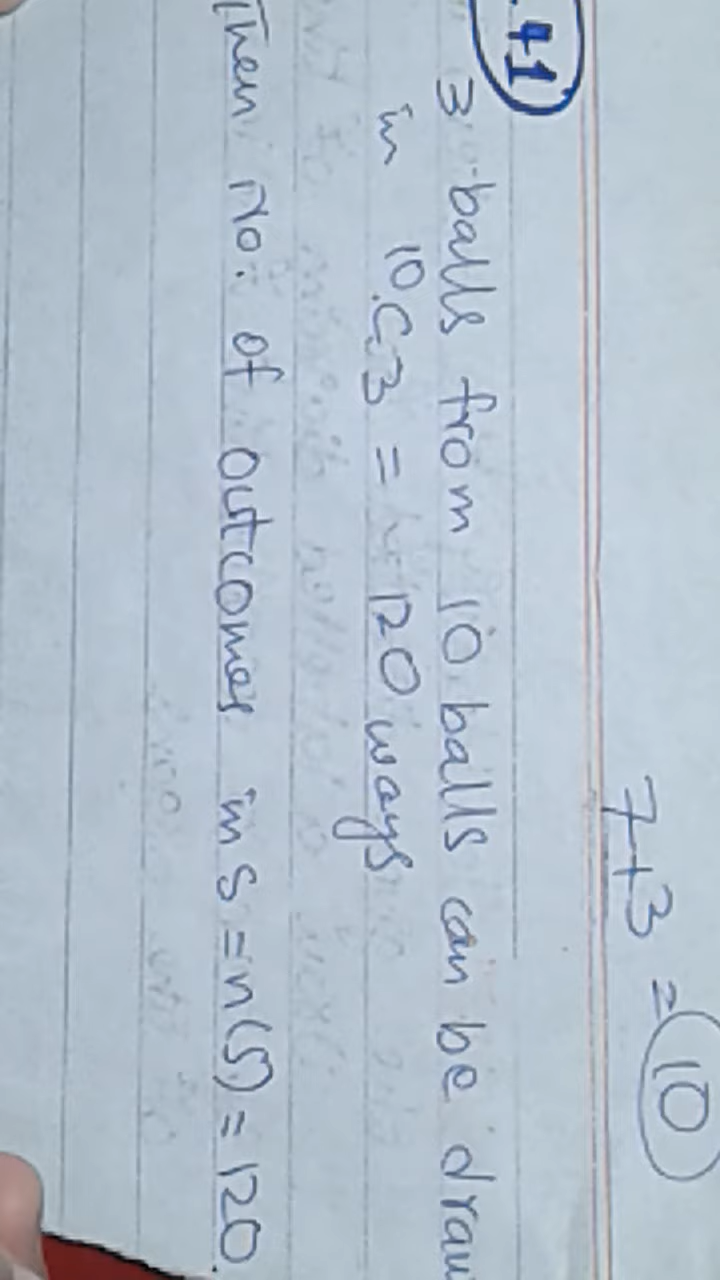 7+3 = 10
.41
3 balls from 10 balls can be draw
in 10C3 = 120 ways
Then No. of outcomes in S = n(S) = 120.